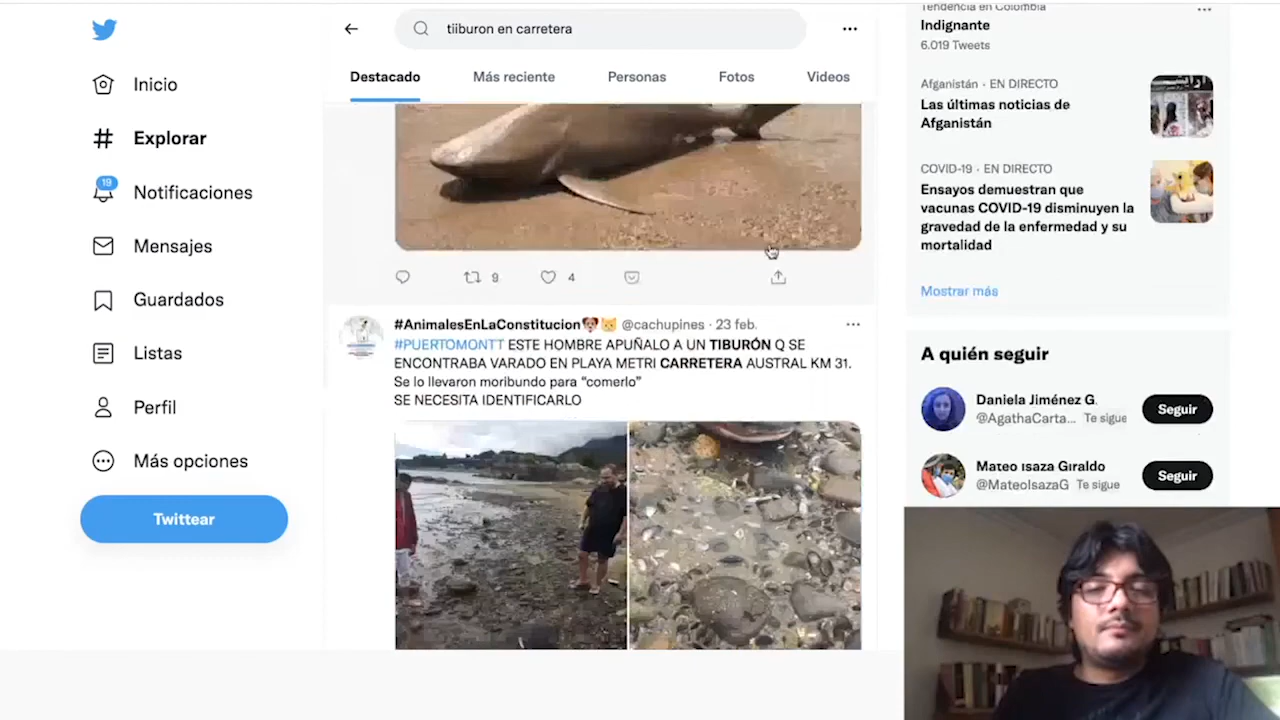 tiiburon en carretera
Destacado
Más reciente
Personas
Fotos
Videos
Inicio
Explorar
19
Notificaciones
Mensajes
Guardados
Listas
Perfil
Más opciones
Twittear
9
4
#AnimalesEnLaConstitucion @cachupines · 23 feb.
#PUERTOMONTT ESTE HOMBRE APUÑALO A UN TIBURÓN Q SE
ENCONTRABA VARADO EN PLAYA METRI CARRETERA AUSTRAL KM 31.
Se lo llevaron moribundo para “comerlo”
SE NECESITA IDENTIFICARLO
Tendencia en Colombia
Indignante
6.019 Tweets
Afganistán · EN DIRECTO
Las últimas noticias de
Afganistán
COVID-19 · EN DIRECTO
Ensayos demuestran que
vacunas COVID-19 disminuyen la
gravedad de la enfermedad y su
mortalidad
Mostrar más
A quién seguir
Daniela Jiménez G.
@AgathaCarta... Te sigue
Seguir
Mateo Isaza Giraldo
@MateoIsazaG Te sigue
Seguir